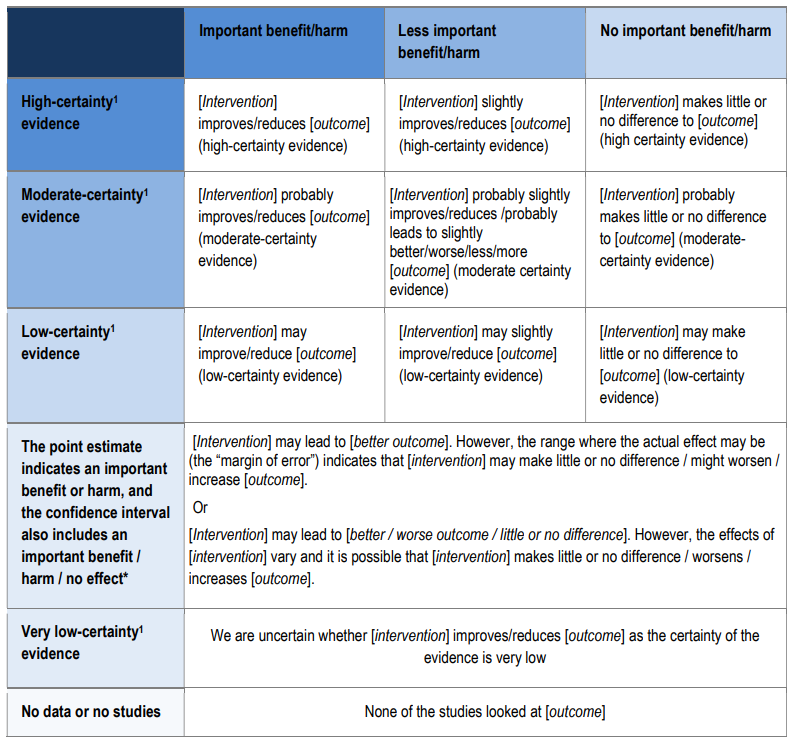 Important benefit/harm
Less important
benefit/harm
No important benefit/harm
High-certainty1
evidence
[Intervention]
improves/reduces [outcome]
(high-certainty evidence)
[Intervention] slightly
improves/reduces [outcome]
(high-certainty evidence)
[Intervention] makes little or
no difference to [outcome]
(high certainty evidence)
Moderate-certainty1
evidence
[Intervention] probably
improves/reduces [outcome]
(moderate-certainty
evidence)
[Intervention] probably slightly
improves/reduces /probably
leads to slightly
better/worse/less/more
[outcome] (moderate certainty
evidence)
[Intervention] probably
makes little or no difference
to [outcome] (moderate-
certainty evidence)
Low-certainty1
evidence
[Intervention] may
improve/reduce [outcome]
(low-certainty evidence)
[Intervention] may slightly
improve/reduce [outcome]
(low-certainty evidence)
[Intervention] may make
little or no difference to
[outcome] (low-certainty
evidence)
The point estimate
indicates an important
benefit or harm, and
the confidence interval
also includes an
important benefit /
harm / no effect*
[Intervention] may lead to [better outcome]. However, the range where the actual effect may be
(the “margin of error”) indicates that [intervention] may make little or no difference / might worsen /
increase [outcome].
Or
[Intervention] may lead to [better / worse outcome / little or no difference]. However, the effects of
[intervention] vary and it is possible that [intervention] makes little or no difference / worsens /
increases [outcome].
Very low-certainty1
evidence
We are uncertain whether [intervention] improves/reduces [outcome] as the certainty of the
evidence is very low
No data or no studies
None of the studies looked at [outcome]